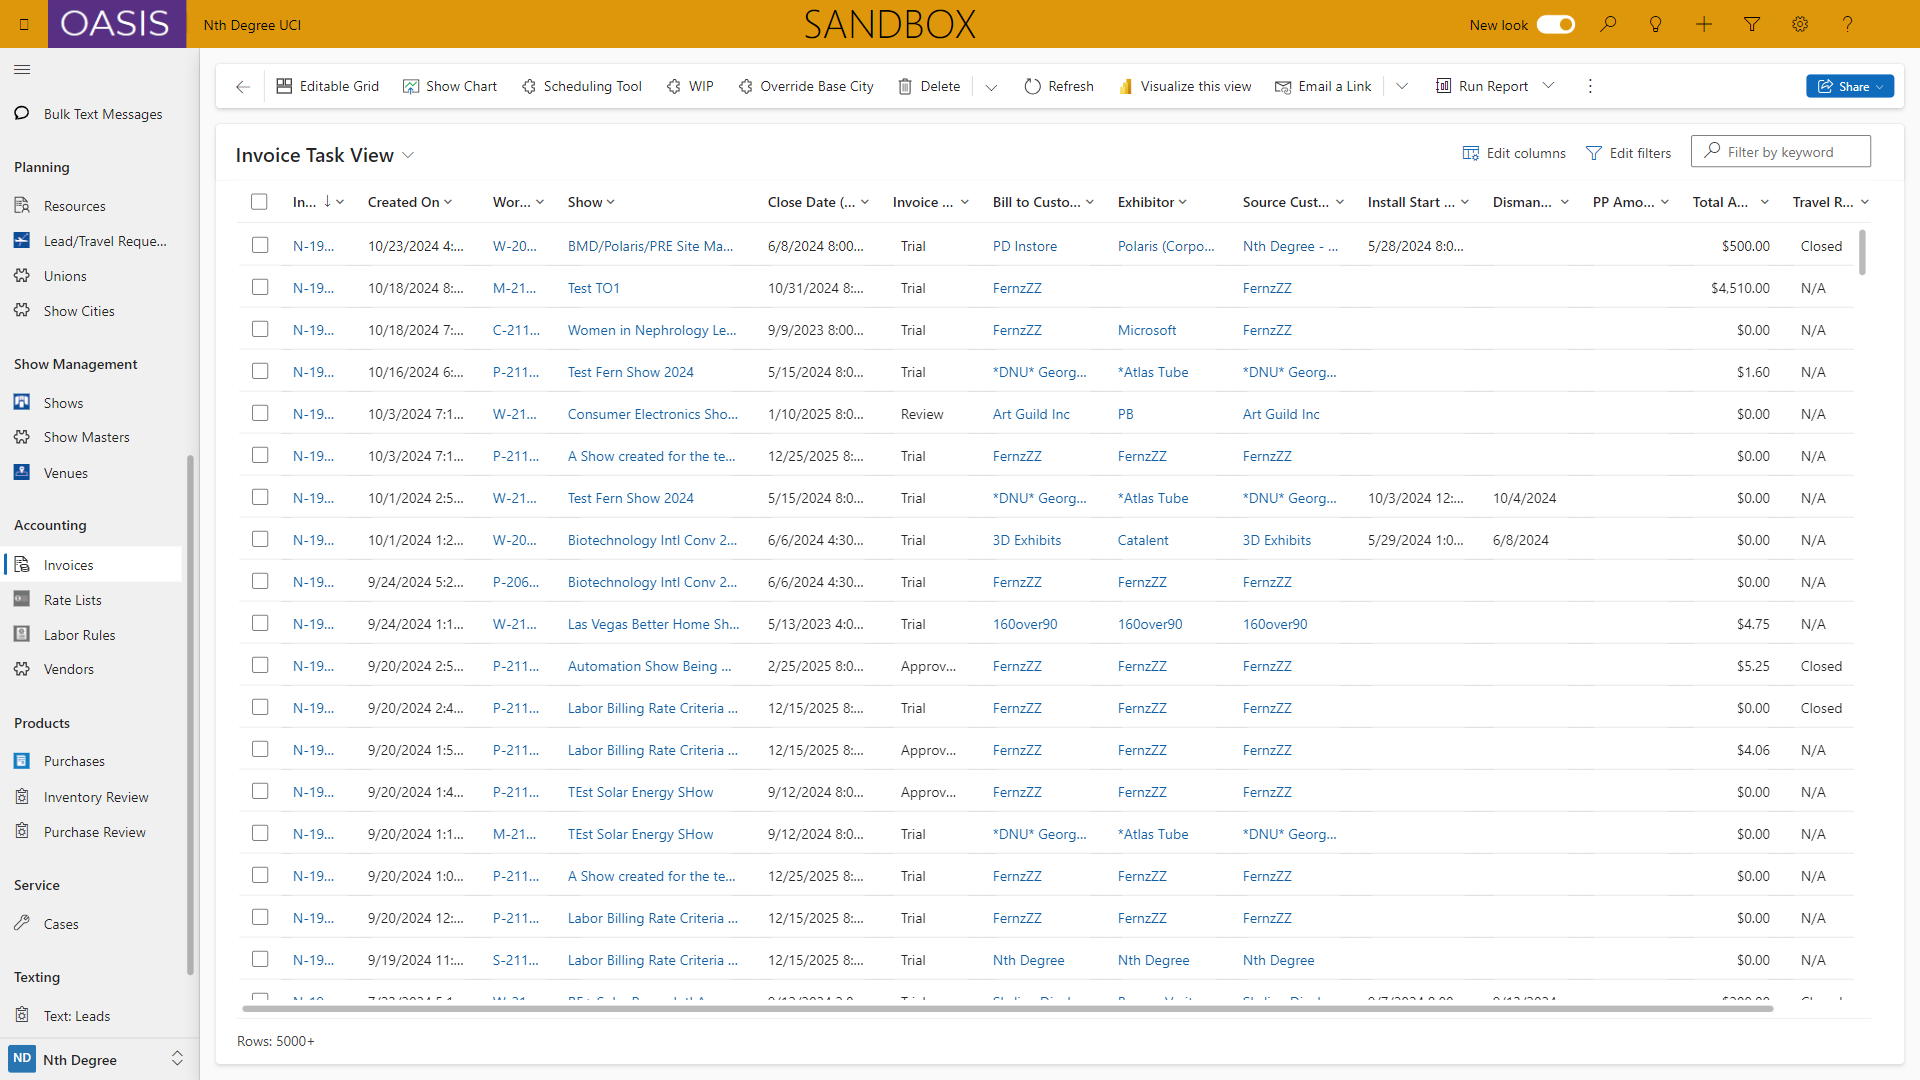 OASIS Nth Degree UCI SANDBOX New look
Bulk Text Messages
Planning
Resources
Lead/Travel Reque...
Unions
Show Cities
Show Management
Shows
Show Masters
Venues
Accounting
Invoices
Rate Lists
Labor Rules
Vendors
Products
Purchases
Inventory Review
Purchase Review
Service
Cases
Texting
Text: Leads
ND Nth Degree
Editable Grid Show Chart Scheduling Tool WIP Override Base City Delete Refresh Visualize this view Email a Link Run Report Share
Invoice Task View Edit columns Edit filters Filter by keyword
In... Created On Wor... Show Close Date (... Invoice ... Bill to Custo... Exhibitor Source Cust... Install Start ... Disman... PP Amo... Total A... Travel R...
N-19... 10/23/2024 4:... W-20... BMD/Polaris/PRE Site Ma... 6/8/2024 8:00... Trial PD Instore Polaris (Corpo... Nth Degree - ... 5/28/2024 8:0... $500.00 Closed
N-19... 10/18/2024 8:... M-21... Test TO1 10/31/2024 8:... Trial FernzZZ FernzZZ $4,510.00 N/A
N-19... 10/18/2024 7:... C-211... Women in Nephrology Le... 9/9/2023 8:00... Trial FernzZZ Microsoft FernzZZ $0.00 N/A
N-19... 10/16/2024 6:... P-211... Test Fern Show 2024 5/15/2024 8:0... Trial *DNU* Georg... *Atlas Tube *DNU* Georg... $1.60 N/A
N-19... 10/3/2024 7:1... W-21... Consumer Electronics Sho... 1/10/2025 8:0... Review Art Guild Inc PB Art Guild Inc $0.00 N/A
N-19... 10/3/2024 7:1... P-211... A Show created for the te... 12/25/2025 8:... Trial FernzZZ FernzZZ FernzZZ $0.00 N/A
N-19... 10/1/2024 2:5... W-21... Test Fern Show 2024 5/15/2024 8:0... Trial *DNU* Georg... *Atlas Tube *DNU* Georg... 10/3/2024 12:... 10/4/2024 $0.00 N/A
N-19... 10/1/2024 1:2... W-20... Biotechnology Intl Conv 2... 6/6/2024 4:30... Trial 3D Exhibits Catalent 3D Exhibits 5/29/2024 1:0... 6/8/2024 $0.00 N/A
N-19... 9/24/2024 5:2... P-206... Biotechnology Intl Conv 2... 6/6/2024 4:30... Trial FernzZZ FernzZZ FernzZZ $0.00 N/A
N-19... 9/24/2024 1:1... W-21... Las Vegas Better Home Sh... 5/13/2023 4:0... Trial 160over90 160over90 160over90 $4.75 N/A
N-19... 9/20/2024 2:5... P-211... Automation Show Being ... 2/25/2025 8:0... Approv... FernzZZ FernzZZ FernzZZ $5.25 Closed
N-19... 9/20/2024 2:4... P-211... Labor Billing Rate Criteria ... 12/15/2025 8:... Trial FernzZZ FernzZZ FernzZZ $0.00 Closed
N-19... 9/20/2024 1:5... P-211... Labor Billing Rate Criteria ... 12/15/2025 8:... Approv... FernzZZ FernzZZ FernzZZ $4.06 N/A
N-19... 9/20/2024 1:4... P-211... TEst Solar Energy SHow 9/12/2024 8:0... Approv... FernzZZ FernzZZ FernzZZ $0.00 N/A
N-19... 9/20/2024 1:1... M-21... TEst Solar Energy SHow 9/12/2024 8:0... Trial *DNU* Georg... *Atlas Tube *DNU* Georg... $0.00 N/A
N-19... 9/20/2024 1:0... P-211... A Show created for the te... 12/25/2025 8:... Trial FernzZZ FernzZZ FernzZZ $0.00 N/A
N-19... 9/20/2024 12:... P-211... Labor Billing Rate Criteria ... 12/15/2025 8:... Trial FernzZZ FernzZZ FernzZZ $0.00 N/A
N-19... 9/19/2024 11:... S-211... Labor Billing Rate Criteria ... 12/15/2025 8:... Trial Nth Degree Nth Degree Nth Degree $0.00 N/A
Rows: 5000+